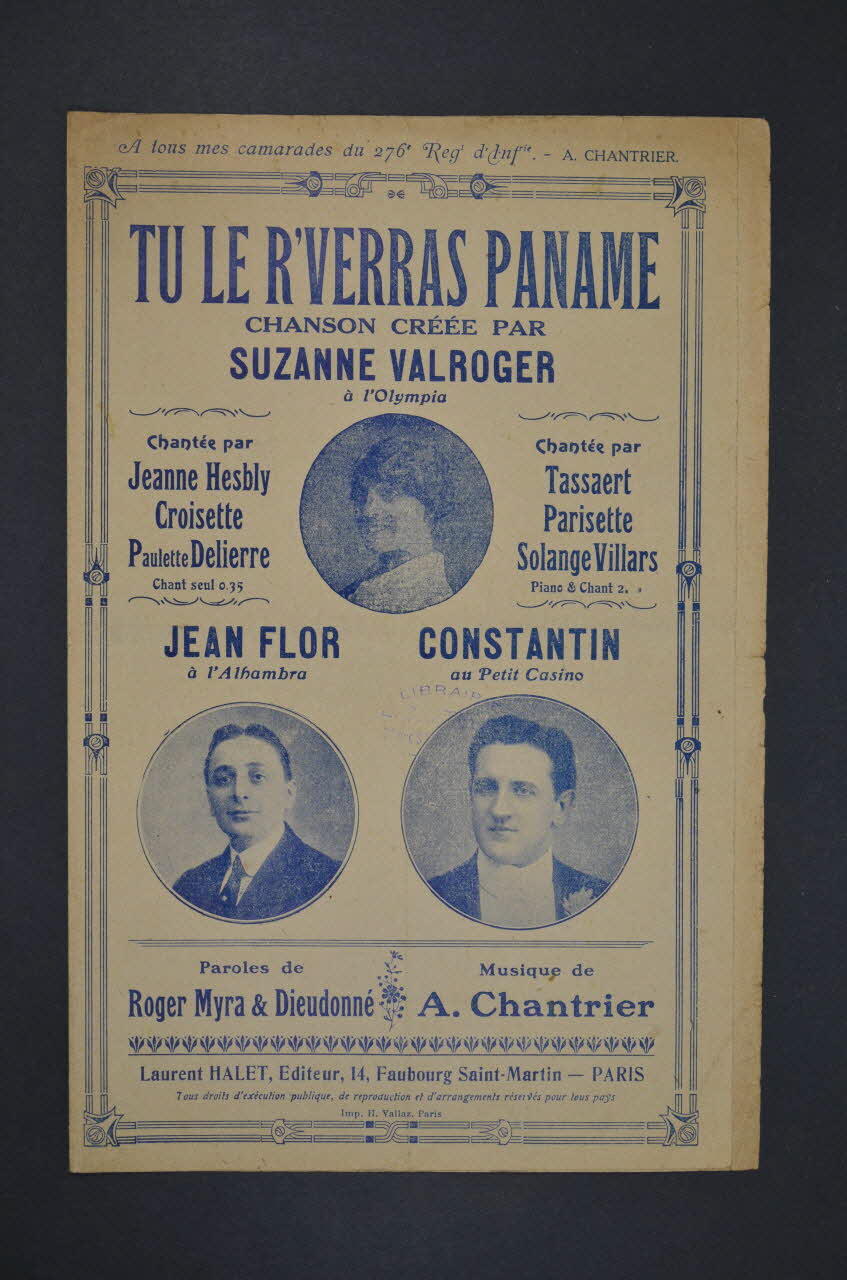 A tous mes camarades du 276e Regt d'Infrie. - A. CHANTRIER.
TU LE R'VERRAS PANAME
CHANSON CRÉÉE PAR
SUZANNE VALROGER
à l'Olympia
Chantée par
Jeanne Hesbly
Croisette
Paulette Delierre
Chant seul 0.35
Chantée par
Tassaert
Parisette
Solange Villars
Piano & Chant 2. »
JEAN FLOR
à l'Alhambra
CONSTANTIN
au Petit Casino
LIBRAIR
Paroles de
Roger Myra & Dieudonné
Musique de
A. Chantrier
Laurent HALET, Editeur, 14, Faubourg Saint-Martin — PARIS
Tous droits d'exécution publique, de reproduction et d'arrangements réservés pour tous pays
Imp. H. Vallaz. Paris